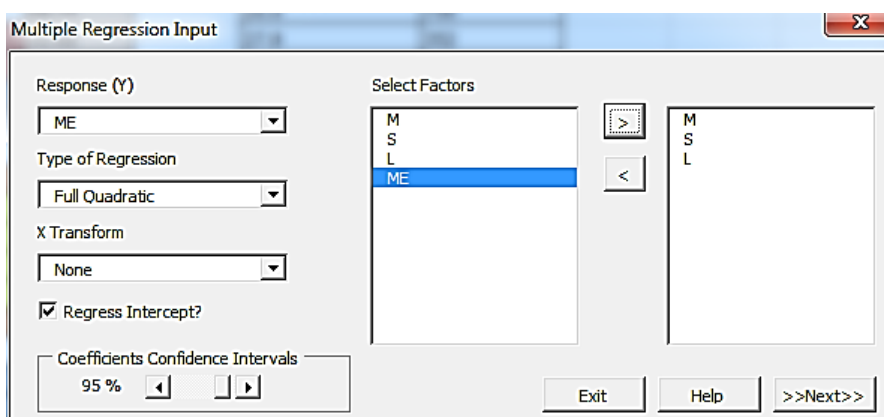 Multiple Regression Input
x
Response (Y)
ME
Type of Regression
Full Quadratic
X Transform
None
Regress Intercept?
Coefficients Confidence Intervals
95 %
Select Factors
M
S
L
ME
>
<
M
S
L
Exit
Help
>>Next>>